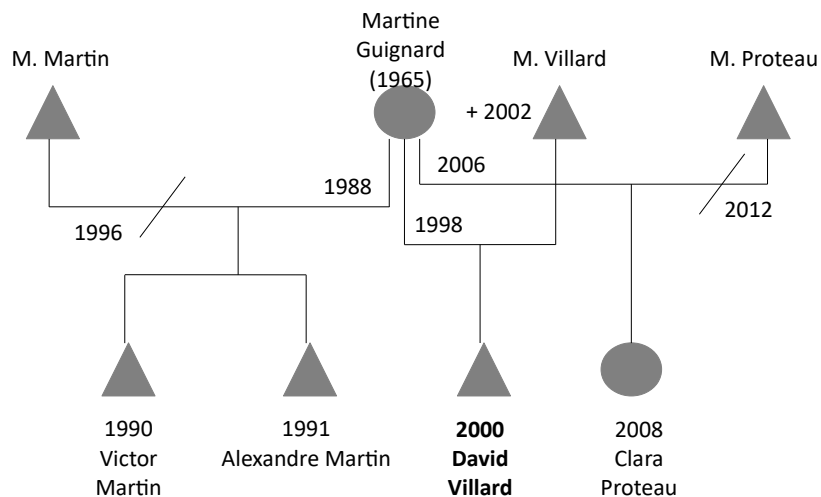 Martine
Guignard
(1965)
M. Martin
M. Villard
M. Proteau
+ 2002
2006
1988
1996
1998
2012
1990
Victor
Martin
1991
Alexandre Martin
2000
David
Villard
2008
Clara
Proteau